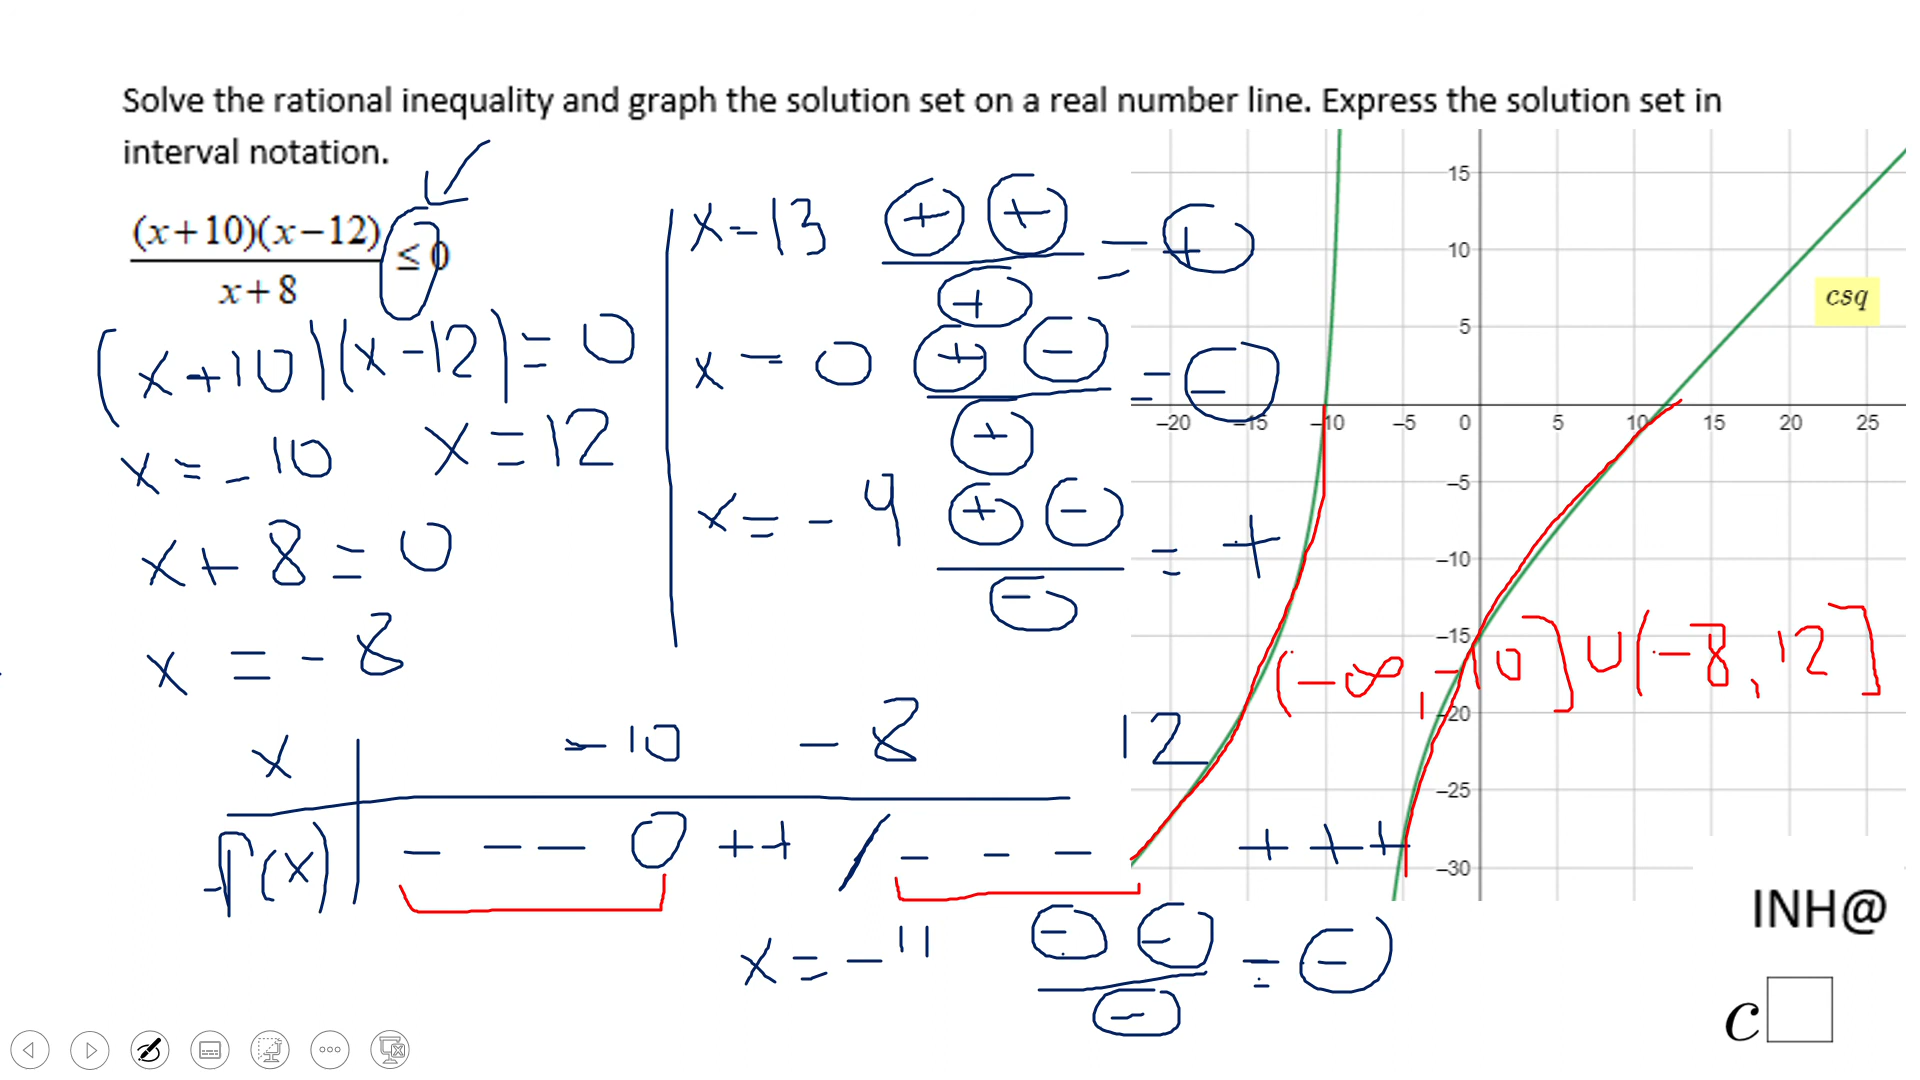 Solve the rational inequality and graph the solution set on a real number line. Express the solution set in
interval notation.
(x+10)(x−12)
x+8
≤ 0
(x+10)(x-12) = 0
x = -10 x = 12
x + 8 = 0
x = -8
x = 13 (+)(+) / (+) = (+)
x = 0 (+)(-) / (+) = (-)
x = -4 (+)(-) / (-) = +
x -10 -8 12
f(x) - - - 0 + + / - - - + + +
x = -11 (-)(-) / (-) = (-)
(-∞, -10] ∪ (-8, 12]
15
10
5
−20 −15 −10 −5 0 5 10 15 20 25
−5
−10
−15
−20
−25
−30
csq
INH@
c